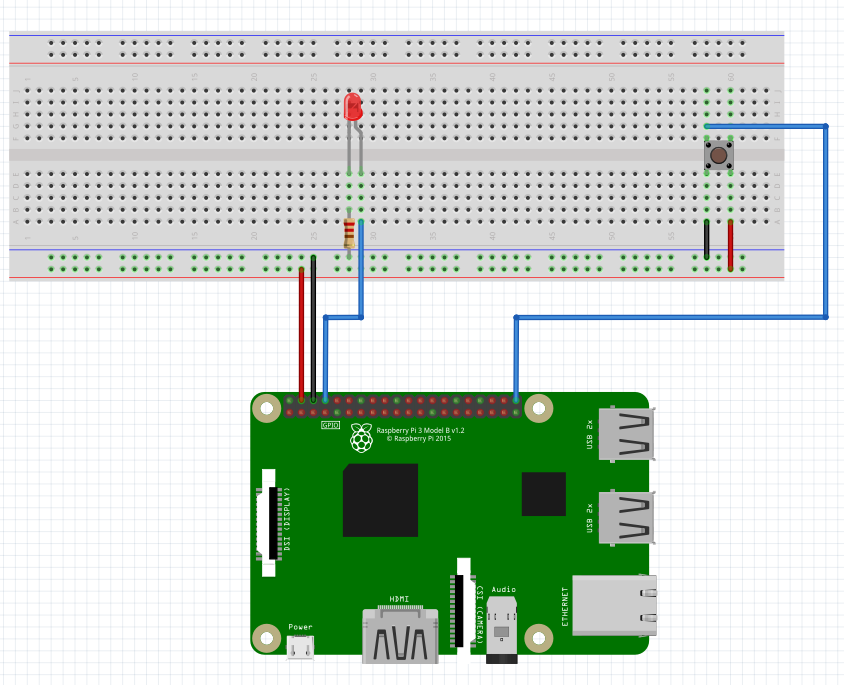 1 5 10 15 20 25 30 35 40 45 50 55 60
J
I
H
G
F
E
D
C
B
A
1 5 10 15 20 25 30 35 40 45 50 55 60
GPIO
Raspberry Pi 3 Model B v1.2
© Raspberry Pi 2015
USB 2x
DSI (DISPLAY)
USB 2x
CSI (CAMERA)
Audio
ETHERNET
HDMI
Power